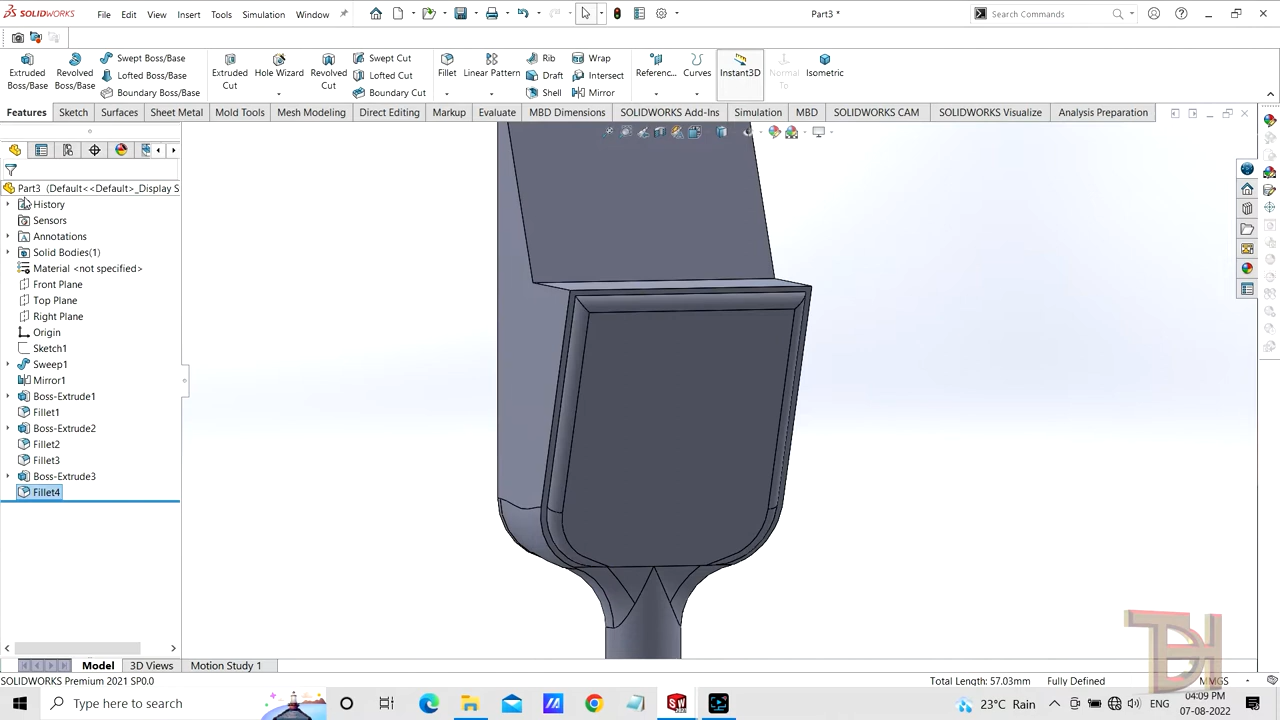 SOLIDWORKS File Edit View Insert Tools Simulation Window Part3 * Search Commands
Extruded Boss/Base Revolved Boss/Base Swept Boss/Base Lofted Boss/Base Boundary Boss/Base Extruded Cut Hole Wizard Revolved Cut Swept Cut Lofted Cut Boundary Cut Fillet Linear Pattern Rib Draft Shell Wrap Intersect Mirror Referenc... Curves Instant3D Normal To Isometric
Features Sketch Surfaces Sheet Metal Mold Tools Mesh Modeling Direct Editing Markup Evaluate MBD Dimensions SOLIDWORKS Add-Ins Simulation MBD SOLIDWORKS CAM SOLIDWORKS Visualize Analysis Preparation
Part3 (Default<<Default>_Display S
History
Sensors
Annotations
Solid Bodies(1)
Material <not specified>
Front Plane
Top Plane
Right Plane
Origin
Sketch1
Sweep1
Mirror1
Boss-Extrude1
Fillet1
Boss-Extrude2
Fillet2
Fillet3
Boss-Extrude3
Fillet4
Model 3D Views Motion Study 1
SOLIDWORKS Premium 2021 SP0.0 Total Length: 57.03mm Fully Defined MMGS
Type here to search 23°C Rain ENG 04:09 PM
07-08-2022